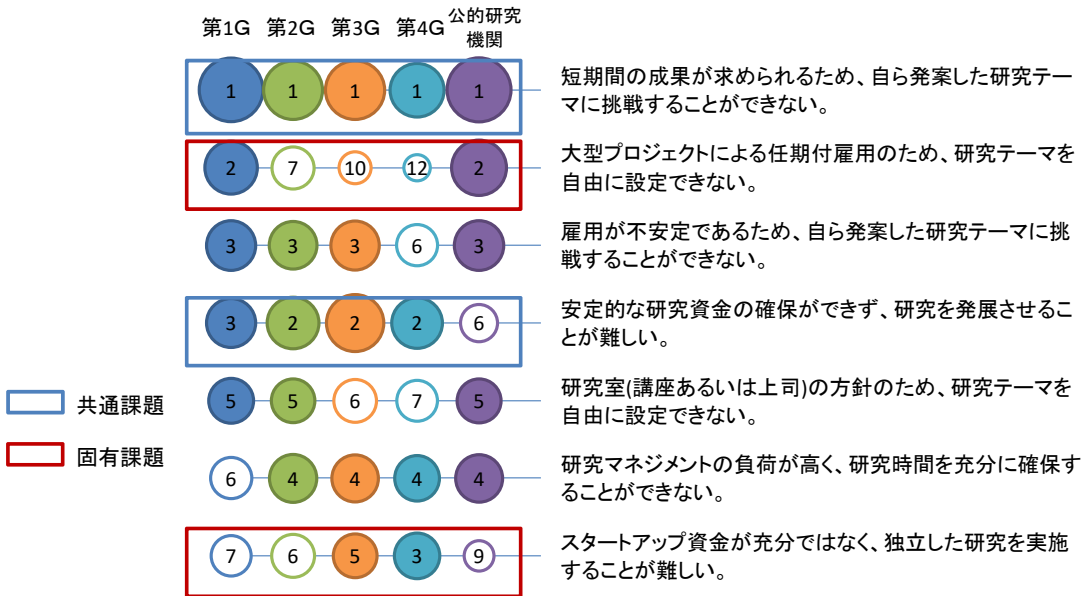 第1G 第2G 第3G 第4G 公的研究
機関
1 1 1 1 1
短期間の成果が求められるため、自ら発案した研究テー
マに挑戦することができない。
2 7 10 12 2
大型プロジェクトによる任期付雇用のため、研究テーマを
自由に設定できない。
3 3 3 6 3
雇用が不安定であるため、自ら発案した研究テーマに挑
戦することができない。
3 2 2 2 6
安定的な研究資金の確保ができず、研究を発展させるこ
とが難しい。
5 5 6 7 5
研究室(講座あるいは上司)の方針のため、研究テーマを
自由に設定できない。
6 4 4 4 4
研究マネジメントの負荷が高く、研究時間を充分に確保す
ることができない。
7 6 5 3 9
スタートアップ資金が充分ではなく、独立した研究を実施
することが難しい。
共通課題
固有課題